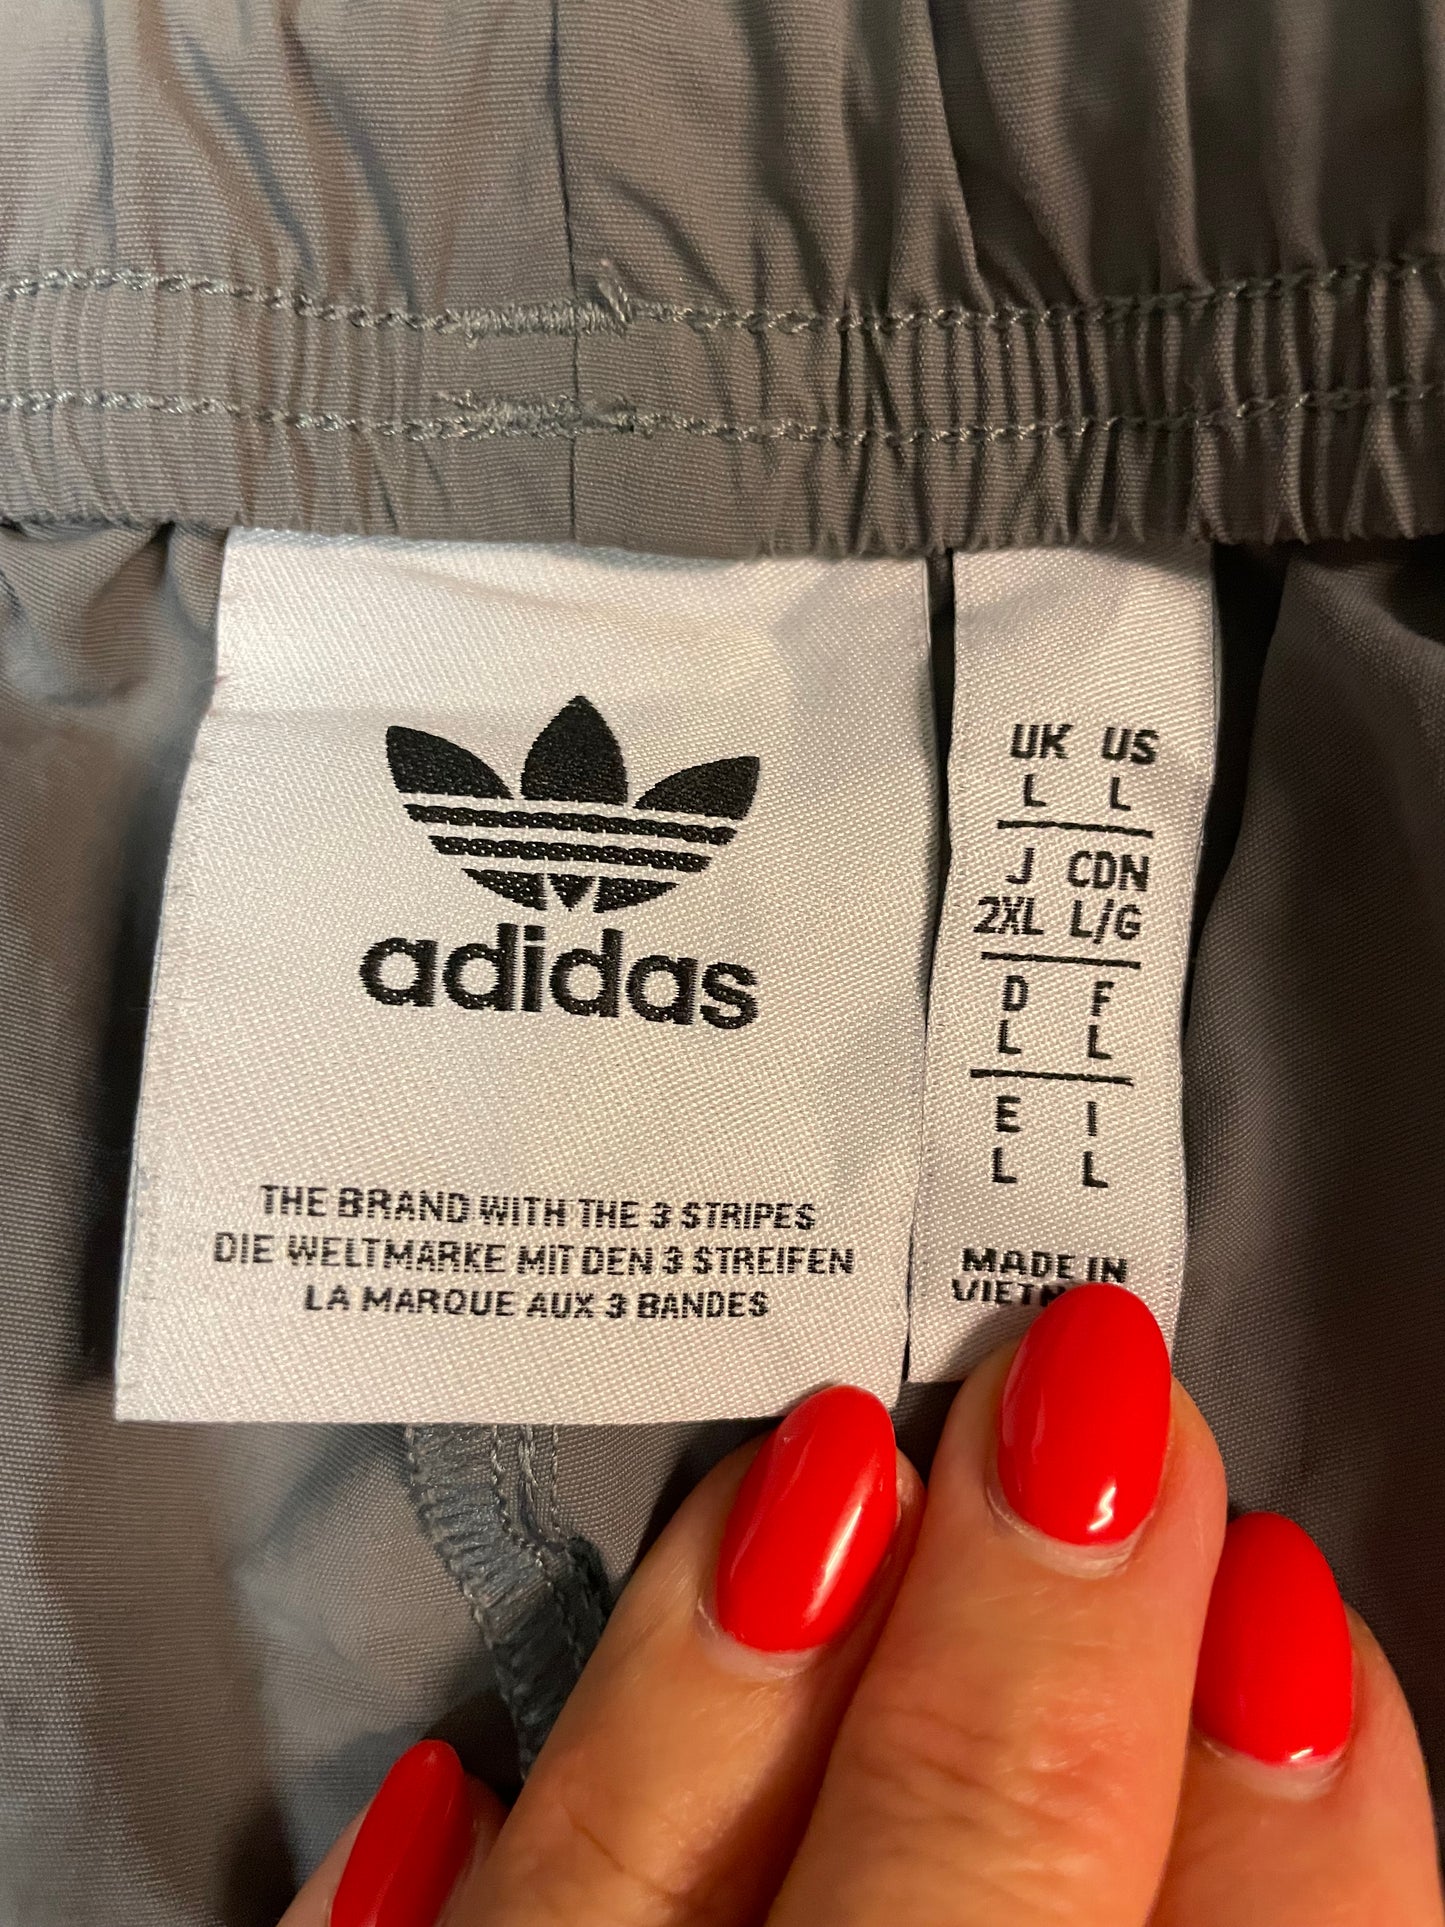 adidas
THE BRAND WITH THE 3 STRIPES
DIE WELTMARKE MIT DEN 3 STREIFEN
LA MARQUE AUX 3 BANDES
UK US
L L
J CDN
2XL L/G
D F
L L
E I
L L
MADE IN